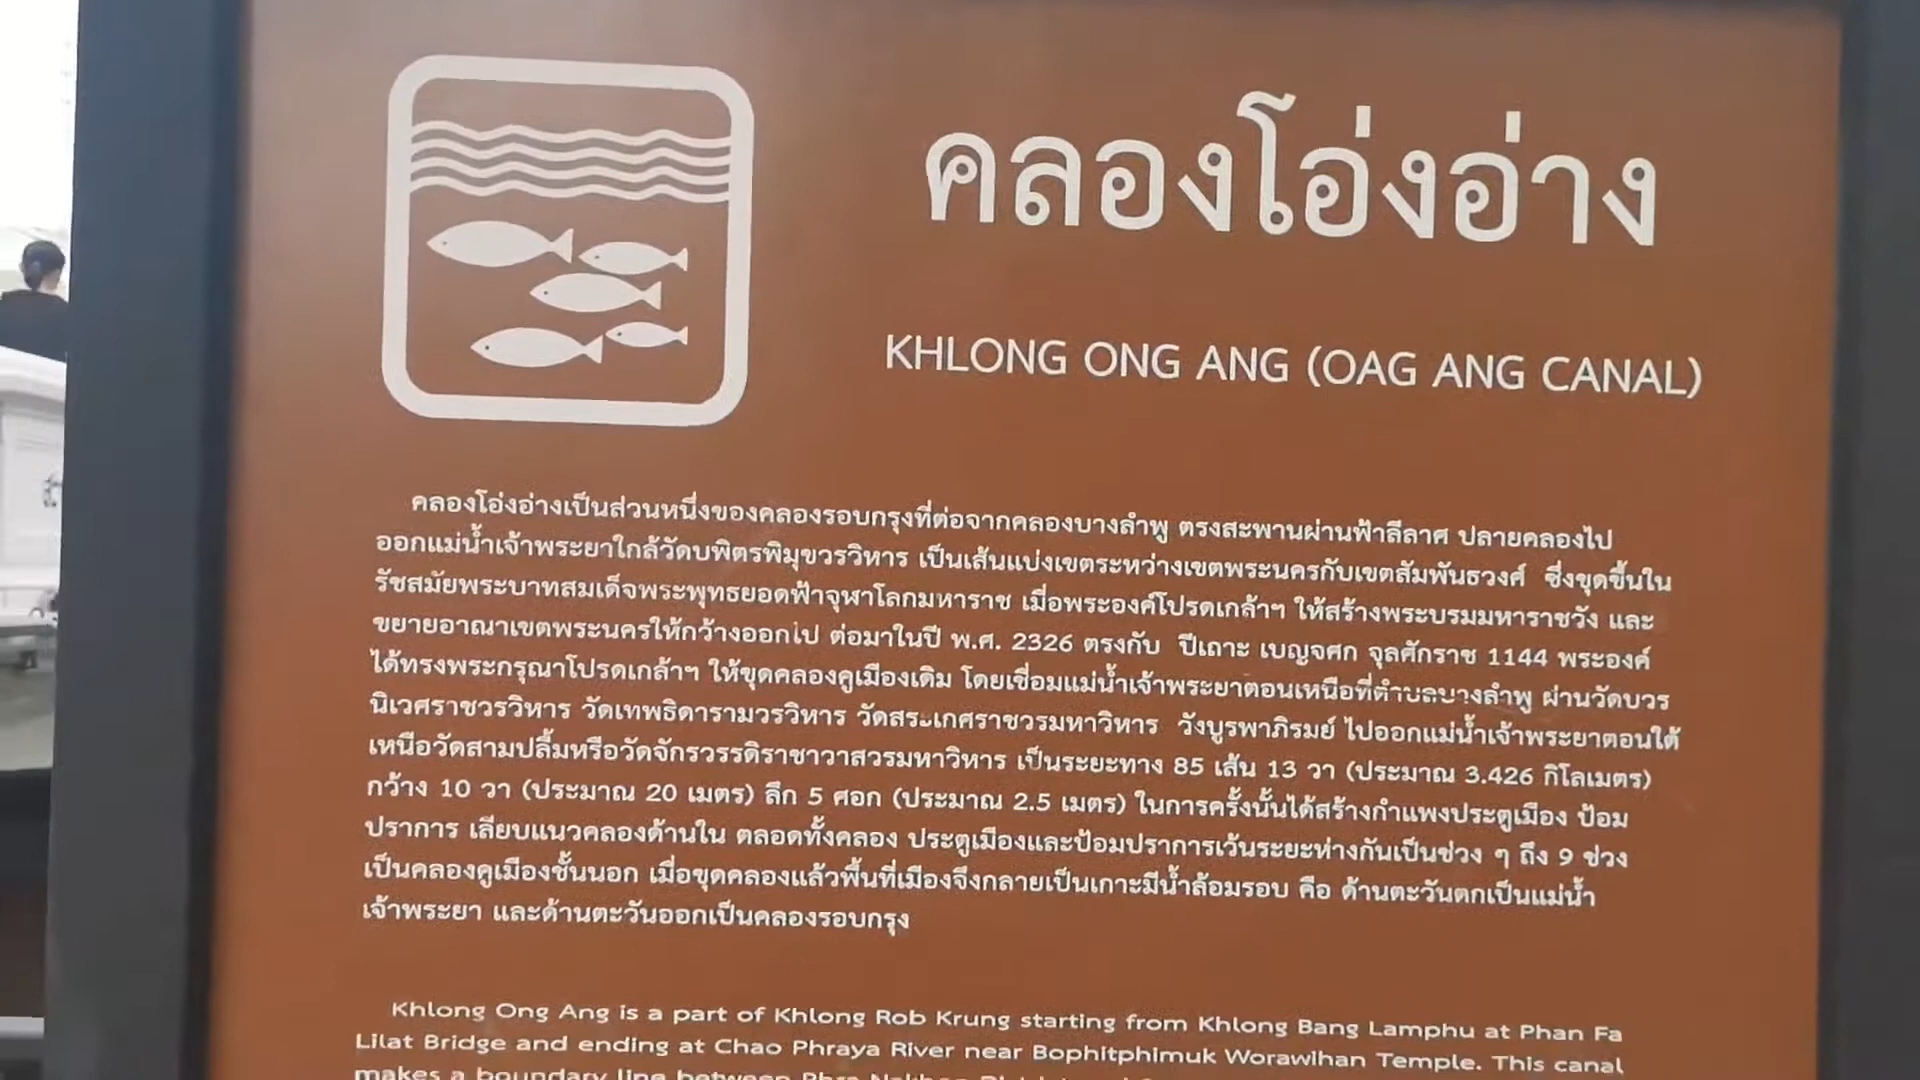 คลองโอ่งอ่าง
KHLONG ONG ANG (OAG ANG CANAL)
คลองโอ่งอ่างเป็นส่วนหนึ่งของคลองรอบกรุงที่ต่อจากคลองบางลำพู ตรงสะพานผ่านฟ้าลีลาศ ปลายคลองไป
ออกแม่น้ำเจ้าพระยาใกล้วัดบพิตรพิมุขวรวิหาร เป็นเส้นแบ่งเขตระหว่างเขตพระนครกับเขตสัมพันธวงศ์ ซึ่งขุดขึ้นใน
รัชสมัยพระบาทสมเด็จพระพุทธยอดฟ้าจุฬาโลกมหาราช เมื่อพระองค์โปรดเกล้าฯ ให้สร้างพระบรมมหาราชวัง และ
ขยายอาณาเขตพระนครให้กว้างออกไป ต่อมาในปี พ.ศ. 2326 ตรงกับ ปีเถาะ เบญจศก จุลศักราช 1144 พระองค์
ได้ทรงพระกรุณาโปรดเกล้าฯ ให้ขุดคลองคูเมืองเดิม โดยเชื่อมแม่น้ำเจ้าพระยาตอนเหนือที่ตำบลบางลำพู ผ่านวัดบวร
นิเวศราชวรวิหาร วัดเทพธิดารามวรวิหาร วัดสระเกศราชวรมหาวิหาร วังบูรพาภิรมย์ ไปออกแม่น้ำเจ้าพระยาตอนใต้
เหนือวัดสามปลื้มหรือวัดจักรวรรดิราชาวาสวรมหาวิหาร เป็นระยะทาง 85 เส้น 13 วา (ประมาณ 3.426 กิโลเมตร)
กว้าง 10 วา (ประมาณ 20 เมตร) ลึก 5 ศอก (ประมาณ 2.5 เมตร) ในการครั้งนั้นได้สร้างกำแพงประตูเมือง ป้อม
ปราการ เลียบแนวคลองด้านใน ตลอดทั้งคลอง ประตูเมืองและป้อมปราการเว้นระยะห่างกันเป็นช่วง ๆ ถึง 9 ช่วง
เป็นคลองคูเมืองชั้นนอก เมื่อขุดคลองแล้วพื้นที่เมืองจึงกลายเป็นเกาะมีน้ำล้อมรอบ คือ ด้านตะวันตกเป็นแม่น้ำ
เจ้าพระยา และด้านตะวันออกเป็นคลองรอบกรุง
Khlong Ong Ang is a part of Khlong Rob Krung starting from Khlong Bang Lamphu at Phan Fa
Lilat Bridge and ending at Chao Phraya River near Bophitphimuk Worawihan Temple. This canal
makes a boundary line between Phra Nakhon